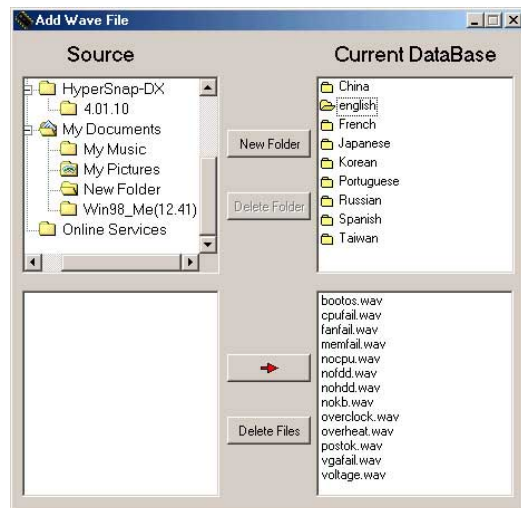 Add Wave File
Source
Current DataBase
HyperSnap-DX
4.01.10
My Documents
My Music
My Pictures
New Folder
Win98_Me(12.41)
Online Services
New Folder
Delete Folder
China
english
French
Japanese
Korean
Portuguese
Russian
Spanish
Taiwan
Delete Files
bootos.wav
cpufail.wav
fanfail.wav
memfail.wav
nocpu.wav
nofdd.wav
nohdd.wav
nokb.wav
overclock.wav
overheat.wav
postok.wav
vgafail.wav
voltage.wav